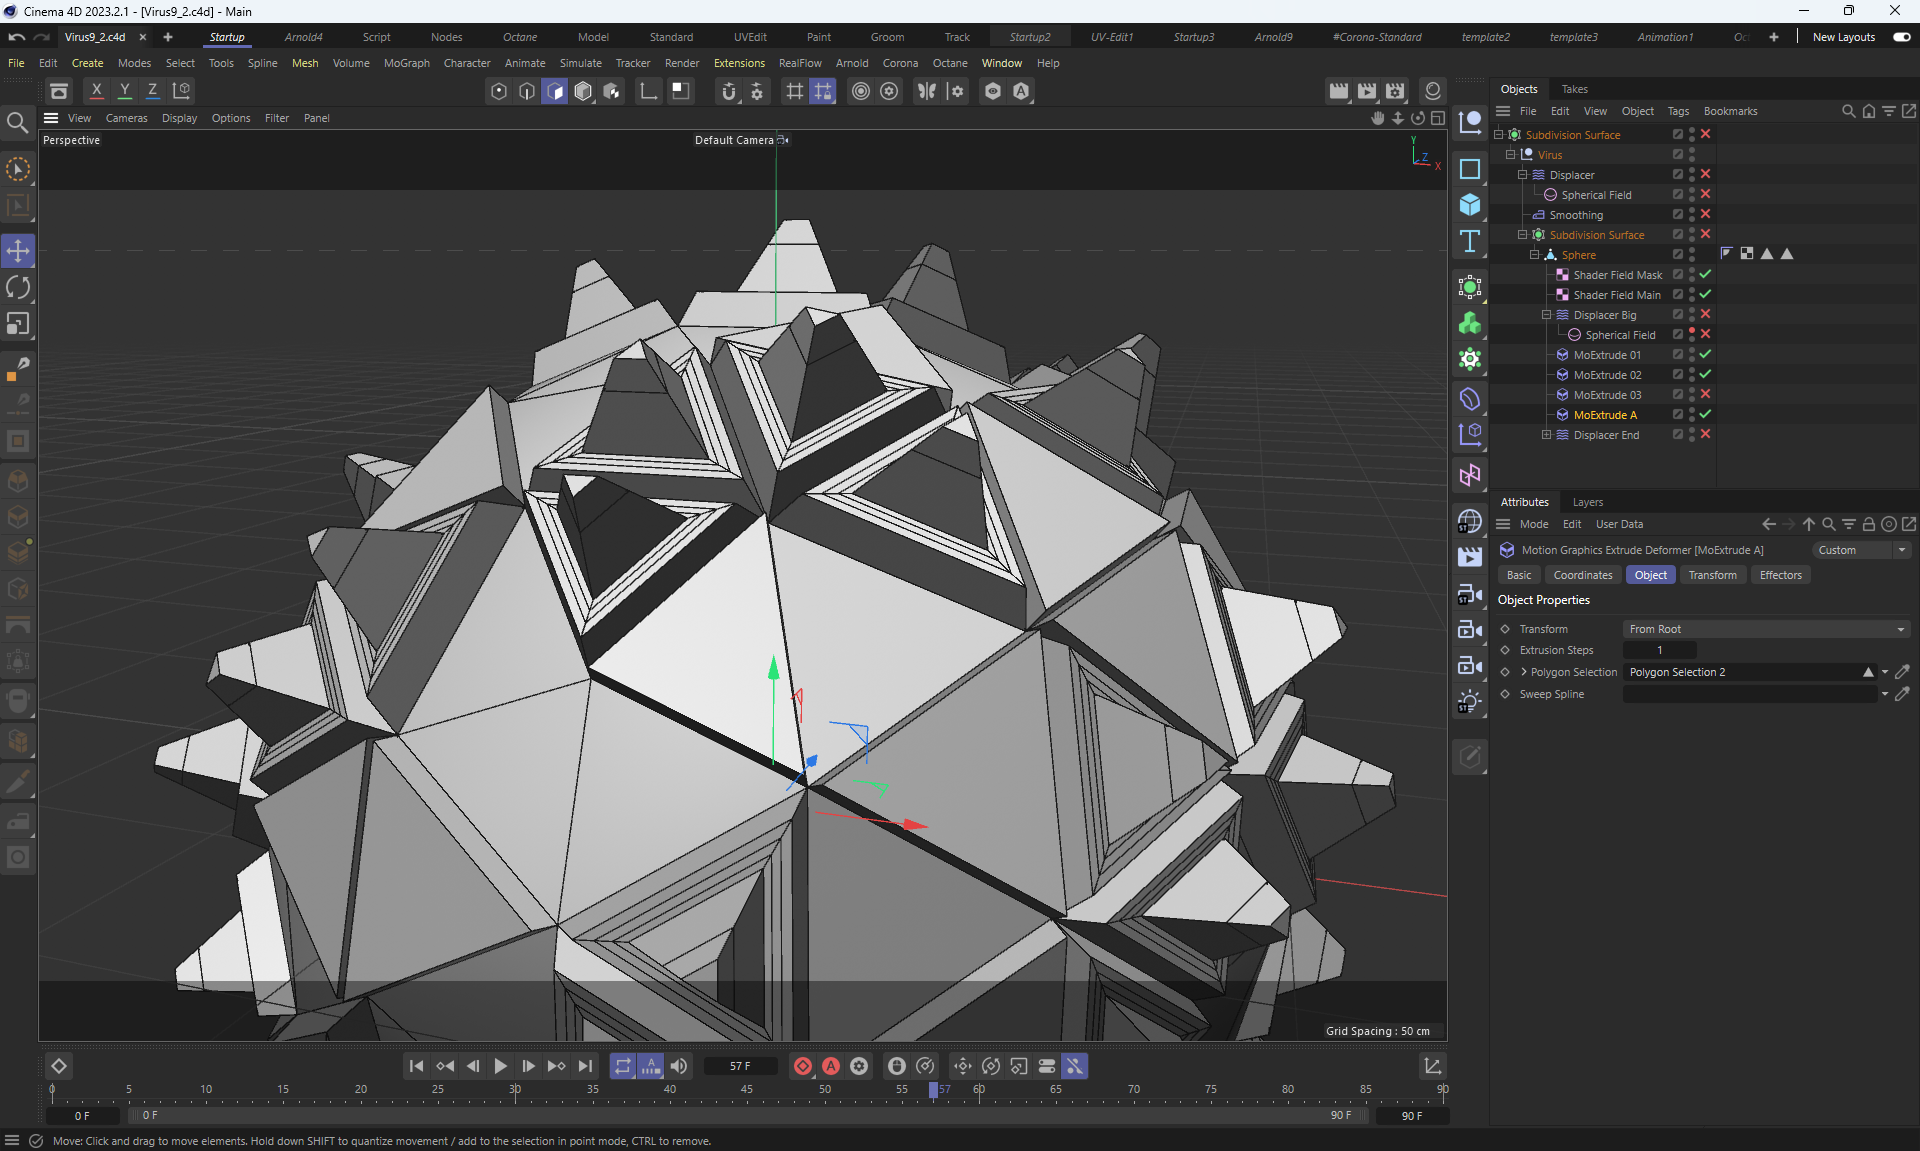 Cinema 4D 2023.2.1 - [Virus9_2.c4d] - Main
Virus9_2.c4d × + Startup Arnold4 Script Nodes Octane Model Standard UVEdit Paint Groom Track Startup2 UV-Edit1 Startup3 Arnold9 #Corona-Standard template2 template3 Animation1 Oc + New Layouts
File Edit Create Modes Select Tools Spline Mesh Volume MoGraph Character Animate Simulate Tracker Render Extensions RealFlow Arnold Corona Octane Window Help
X Y Z
View Cameras Display Options Filter Panel
Perspective
Default Camera
Y
Z
X
Grid Spacing : 50 cm
Objects Takes
File Edit View Object Tags Bookmarks
Subdivision Surface
Virus
Displacer
Spherical Field
Smoothing
Subdivision Surface
Sphere
Shader Field Mask
Shader Field Main
Displacer Big
Spherical Field
MoExtrude 01
MoExtrude 02
MoExtrude 03
MoExtrude A
Displacer End
Attributes Layers
Mode Edit User Data
Motion Graphics Extrude Deformer [MoExtrude A] Custom
Basic Coordinates Object Transform Effectors
Object Properties
Transform From Root
Extrusion Steps 1
Polygon Selection Polygon Selection 2
Sweep Spline
ST
ST
ST
57 F
0 5 10 15 20 25 30 35 40 45 50 55 57 60 65 70 75 80 85 90
0 F 0 F 90 F 90 F
Move: Click and drag to move elements. Hold down SHIFT to quantize movement / add to the selection in point mode, CTRL to remove.